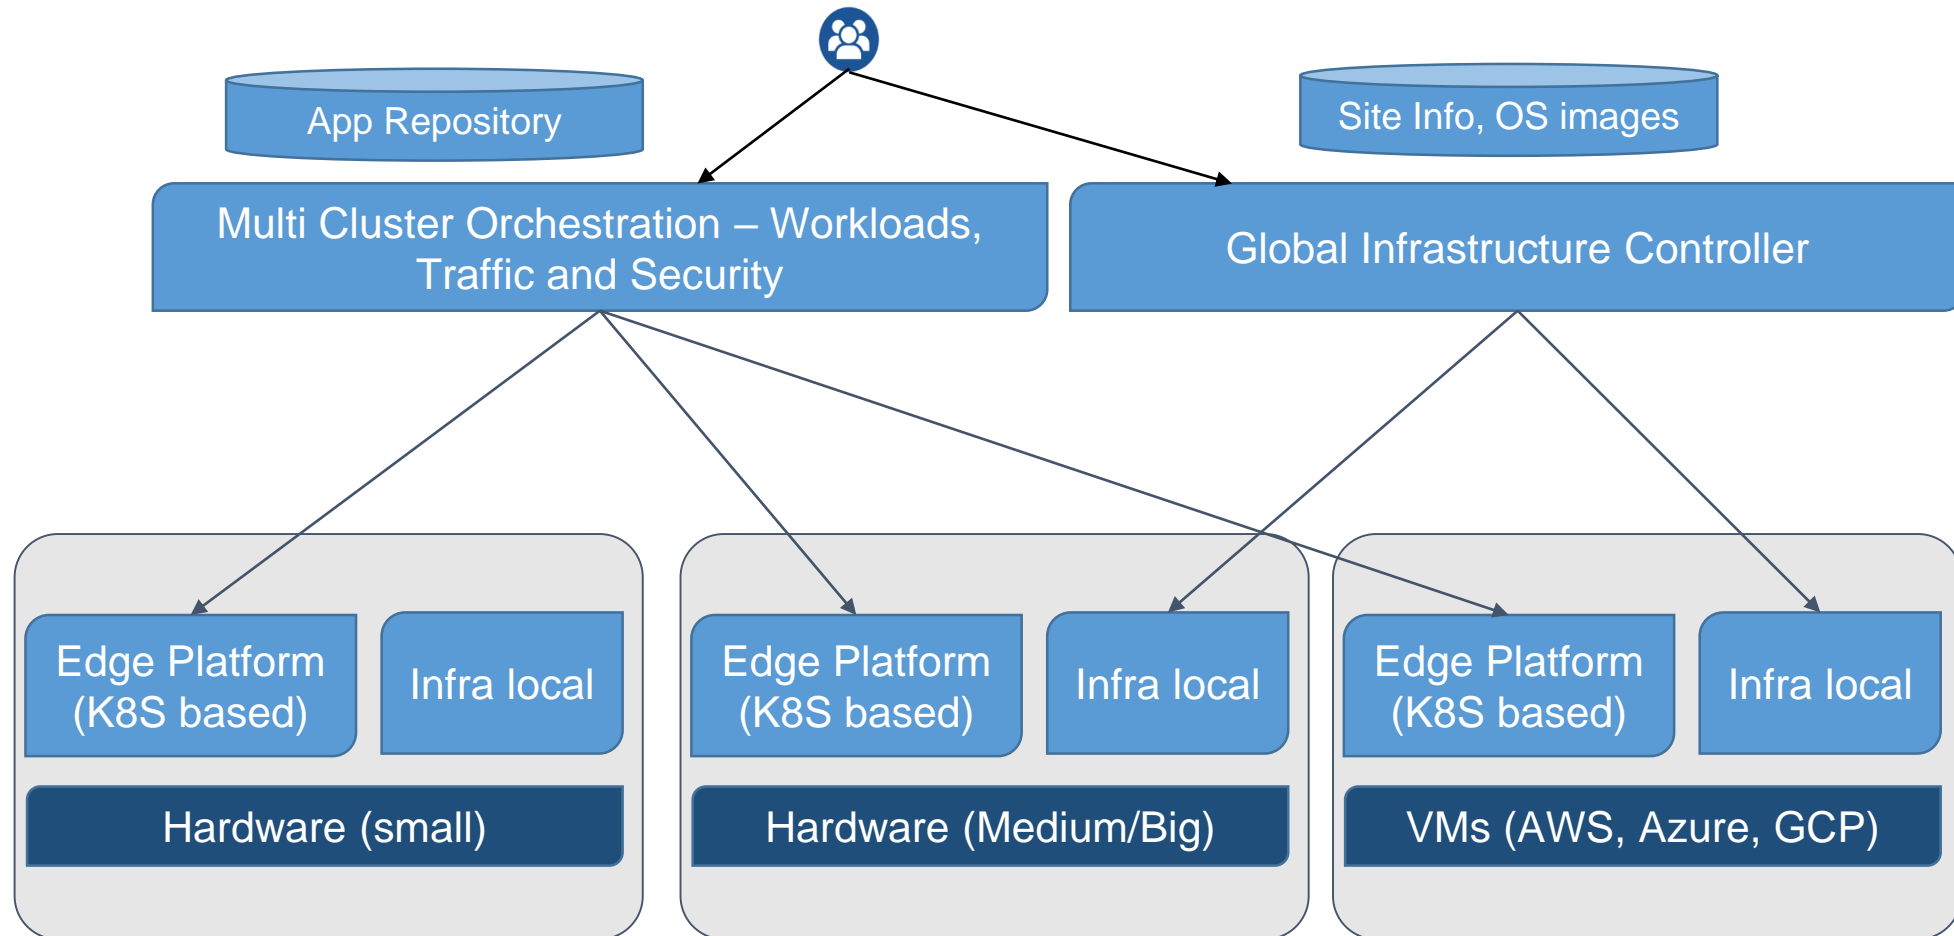 App Repository
Site Info, OS images
Multi Cluster Orchestration – Workloads,
Traffic and Security
Global Infrastructure Controller
Edge Platform
(K8S based)
Infra local
Hardware (small)
Edge Platform
(K8S based)
Infra local
Hardware (Medium/Big)
Edge Platform
(K8S based)
Infra local
VMs (AWS, Azure, GCP)